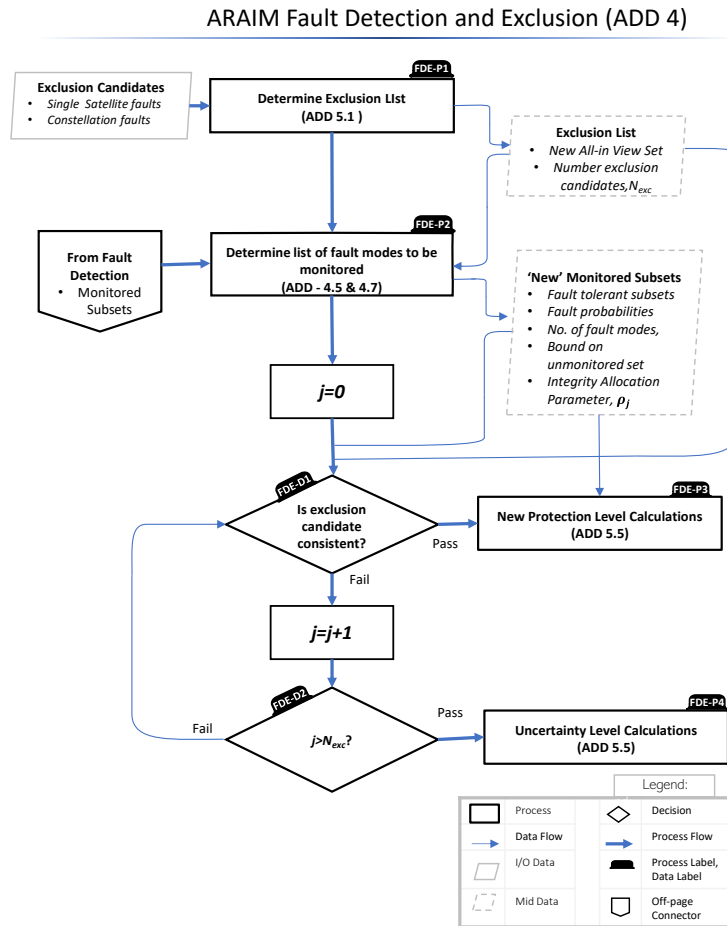 ARAIM Fault Detection and Exclusion (ADD 4)
FDE-P1
Exclusion Candidates
• Single Satellite faults
• Constellation faults
Determine Exclusion LIst
(ADD 5.1 )
Exclusion List
• New All-in View Set
• Number exclusion
candidates,Nexc
FDE-P2
From Fault
Detection
• Monitored
Subsets
Determine list of fault modes to be
monitored
(ADD - 4.5 & 4.7)
'New' Monitored Subsets
• Fault tolerant subsets
• Fault probabilities
• No. of fault modes,
• Bound on
unmonitored set
• Integrity Allocation
Parameter, ρj
j=0
FDE-D1
Is exclusion
candidate
consistent?
Pass
FDE-P3
New Protection Level Calculations
(ADD 5.5)
Fail
j=j+1
FDE-D2
j>Nexc?
Fail
Pass
FDE-P4
Uncertainty Level Calculations
(ADD 5.5)
Legend:
Process
Decision
Data Flow
Process Flow
I/O Data
Process Label,
Data Label
Mid Data
Off-page
Connector